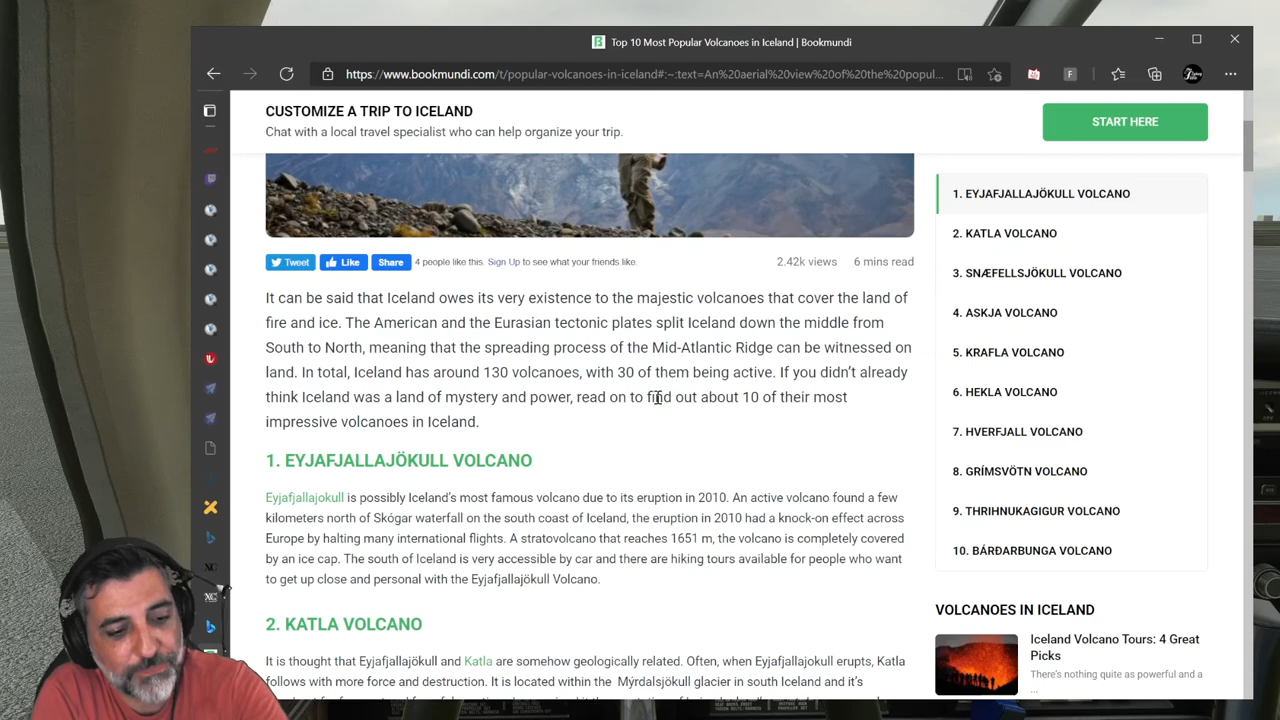 Top 10 Most Popular Volcanoes in Iceland | Bookmundi
https://www.bookmundi.com/t/popular-volcanoes-in-iceland#:~:text=An%20aerial%20view%20of%20the%20popul...
CUSTOMIZE A TRIP TO ICELAND
Chat with a local travel specialist who can help organize your trip.
START HERE
Tweet Like Share 4 people like this. Sign Up to see what your friends like.
2.42k views 6 mins read
It can be said that Iceland owes its very existence to the majestic volcanoes that cover the land of
fire and ice. The American and the Eurasian tectonic plates split Iceland down the middle from
South to North, meaning that the spreading process of the Mid-Atlantic Ridge can be witnessed on
land. In total, Iceland has around 130 volcanoes, with 30 of them being active. If you didn't already
think Iceland was a land of mystery and power, read on to find out about 10 of their most
impressive volcanoes in Iceland.
1. EYJAFJALLAJÖKULL VOLCANO
Eyjafjallajokull is possibly Iceland's most famous volcano due to its eruption in 2010. An active volcano found a few
kilometers north of Skógar waterfall on the south coast of Iceland, the eruption in 2010 had a knock-on effect across
Europe by halting many international flights. A stratovolcano that reaches 1651 m, the volcano is completely covered
by an ice cap. The south of Iceland is very accessible by car and there are hiking tours available for people who want
to get up close and personal with the Eyjafjallajökull Volcano.
2. KATLA VOLCANO
It is thought that Eyjafjallajökull and Katla are somehow geologically related. Often, when Eyjafjallajokull erupts, Katla
follows with more force and destruction. It is located within the Mýrdalsjökull glacier in south Iceland and it's
1. EYJAFJALLAJÖKULL VOLCANO
2. KATLA VOLCANO
3. SNÆFELLSJÖKULL VOLCANO
4. ASKJA VOLCANO
5. KRAFLA VOLCANO
6. HEKLA VOLCANO
7. HVERFJALL VOLCANO
8. GRÍMSVÖTN VOLCANO
9. THRIHNUKAGIGUR VOLCANO
10. BÁRÐARBUNGA VOLCANO
VOLCANOES IN ICELAND
Iceland Volcano Tours: 4 Great
Picks
There's nothing quite as powerful and a
...